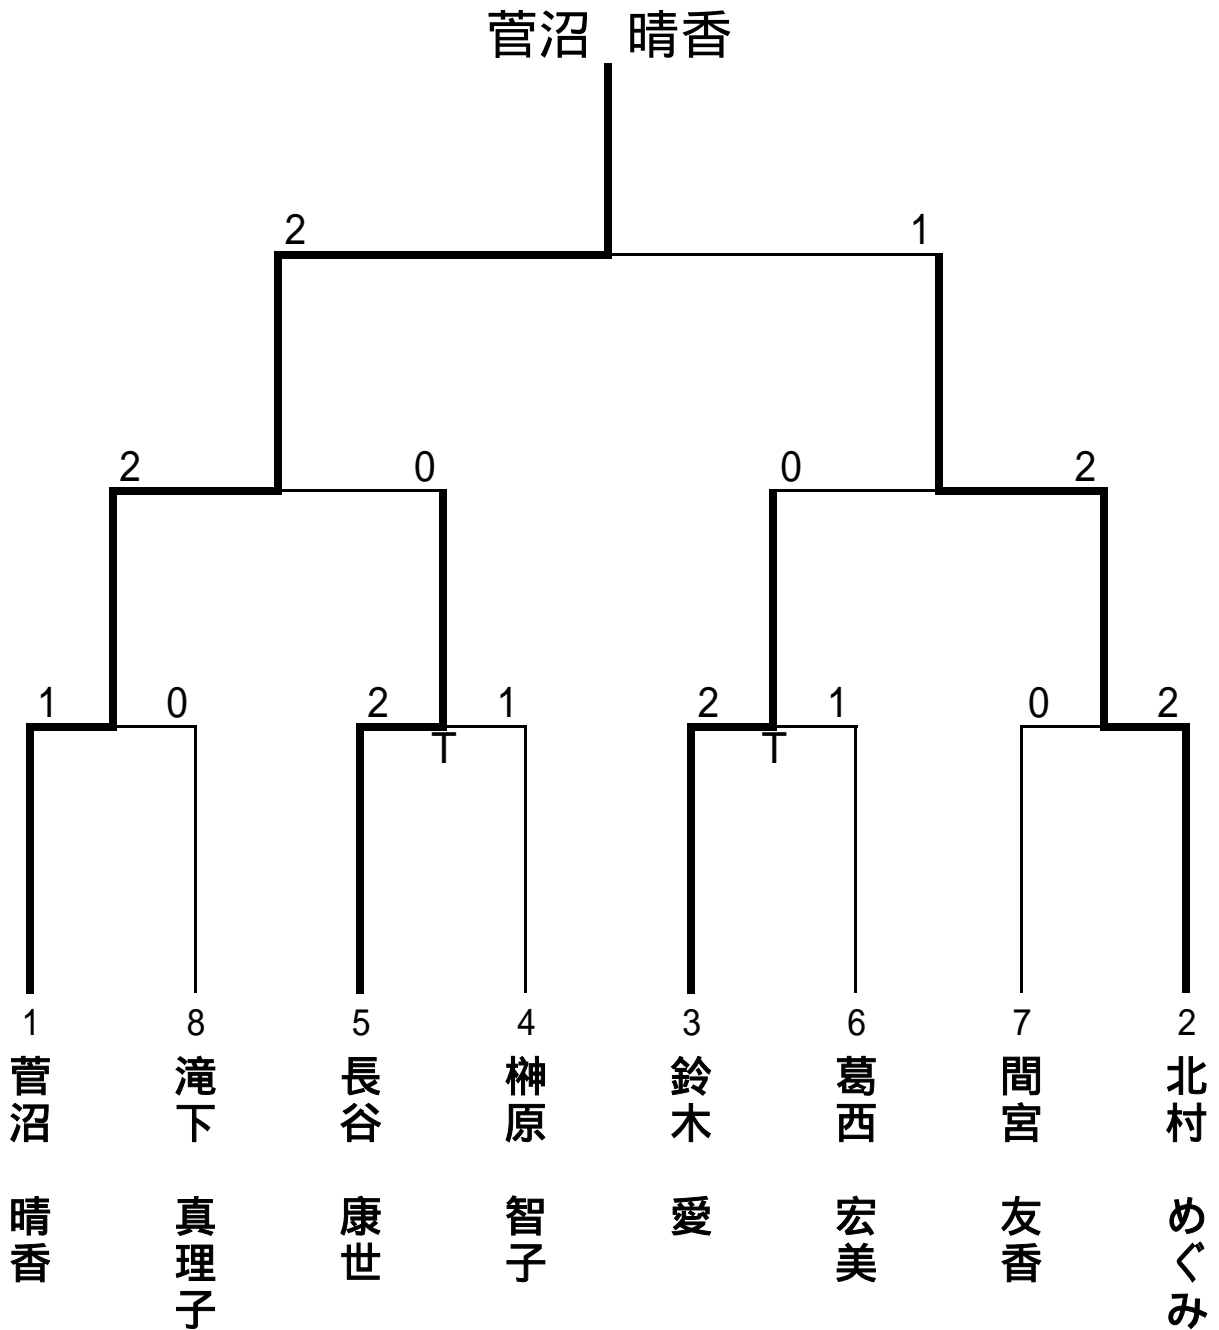 菅沼 晴香
2 1
2 0 0 2
1 0 2 1 2 1 0 2
T T
1 8 5 4 3 6 7 2
菅沼 晴香
滝下 真理子
長谷 康世
榊原 智子
鈴木 愛
葛西 宏美
間宮 友香
北村 めぐみ